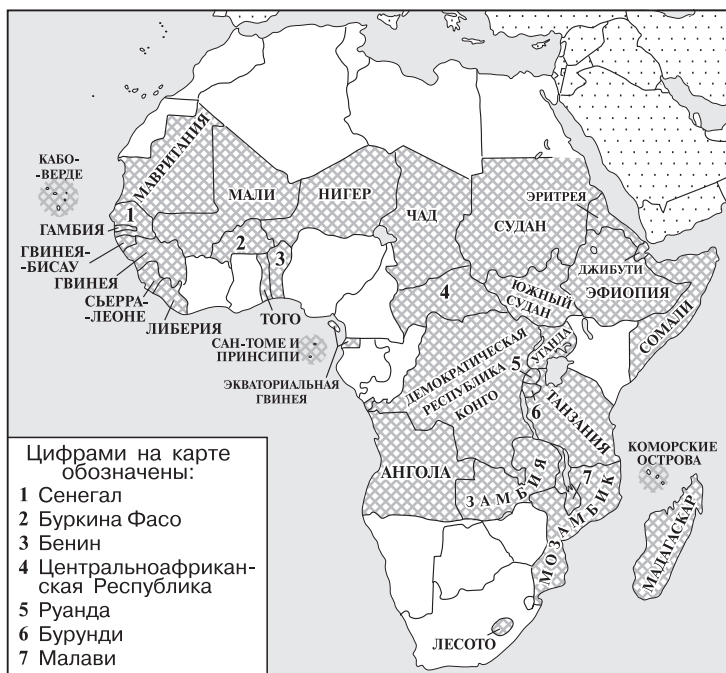 КАБО-
-ВЕРДЕ
МАВРИТАНИЯ
МАЛИ
НИГЕР
ЧАД
СУДАН
ЭРИТРЕЯ
1
ГАМБИЯ
ГВИНЕЯ-
-БИСАУ
ГВИНЕЯ
СЬЕРРА-
-ЛЕОНЕ
ЛИБЕРИЯ
2
3
ТОГО
4
ДЖИБУТИ
ЭФИОПИЯ
ЮЖНЫЙ
СУДАН
СОМАЛИ
САН-ТОМЕ И
ПРИНСИПИ
ЭКВАТОРИАЛЬНАЯ
ГВИНЕЯ
ДЕМОКРАТИЧЕСКАЯ
РЕСПУБЛИКА
КОНГО
УГАНДА
5
6
ТАНЗАНИЯ
АНГОЛА
ЗАМБИЯ
7
МОЗАМБИК
КОМОРСКИЕ
ОСТРОВА
МАДАГАСКАР
ЛЕСОТО
Цифрами на карте
обозначены:
1 Сенегал
2 Буркина Фасо
3 Бенин
4 Центральноафрикан-
ская Республика
5 Руанда
6 Бурунди
7 Малави